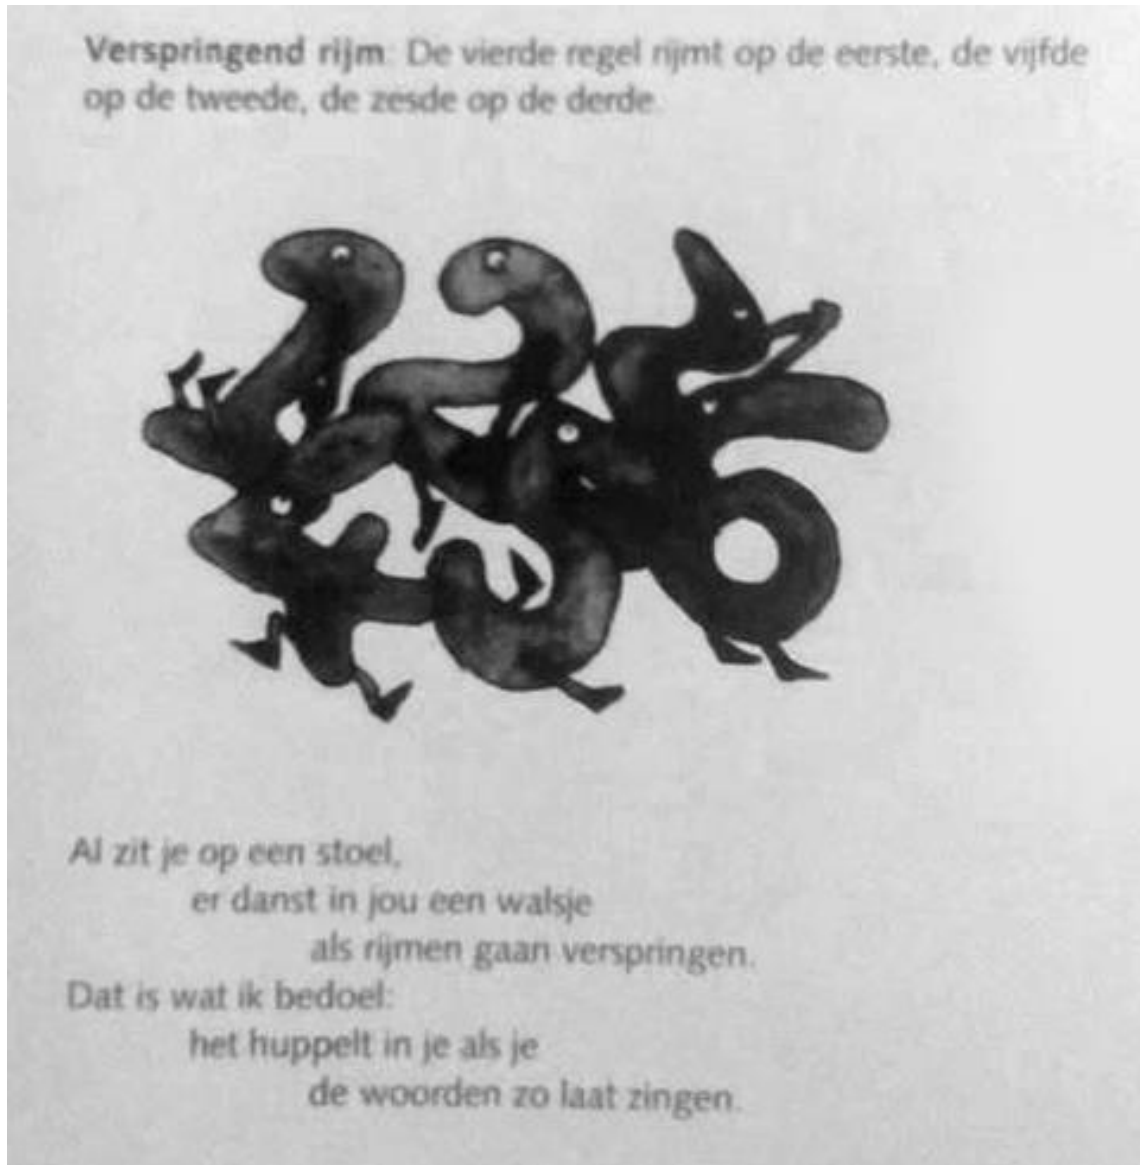 Verspringend rijm: De vierde regel rijmt op de eerste, de vijfde
op de tweede, de zesde op de derde.
Al zit je op een stoel,
er danst in jou een walsje
als rijmen gaan verspringen.
Dat is wat ik bedoel:
het huppelt in je als je
de woorden zo laat zingen.